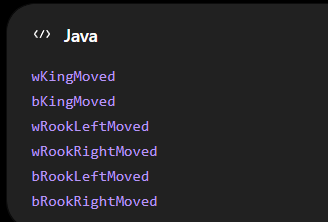 </> Java
wKingMoved
bKingMoved
wRookLeftMoved
wRookRightMoved
bRookLeftMoved
bRookRightMoved